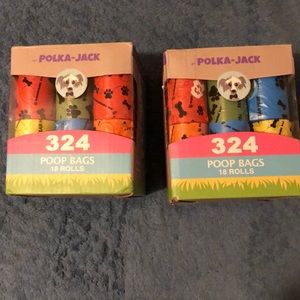 POLKA-JACK
324
POOP BAGS
18 ROLLS
POLKA-JACK
324
POOP BAGS
18 ROLLS